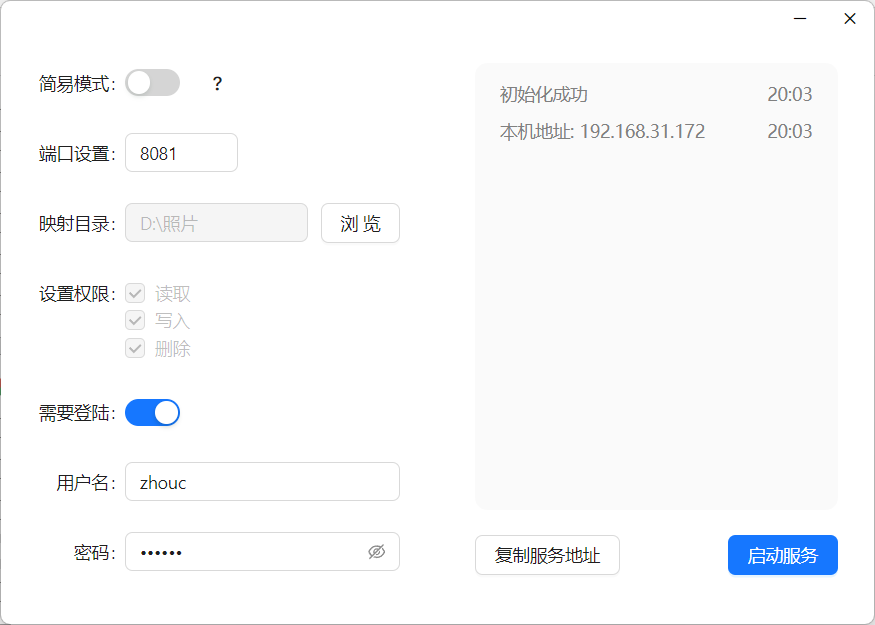 简易模式: ?
端口设置: 8081
映射目录: D:\照片 浏 览
设置权限: 读取
写入
删除
需要登陆:
用户名: zhouc
密码: ••••••
初始化成功 20:03
本机地址: 192.168.31.172 20:03
复制服务地址 启动服务